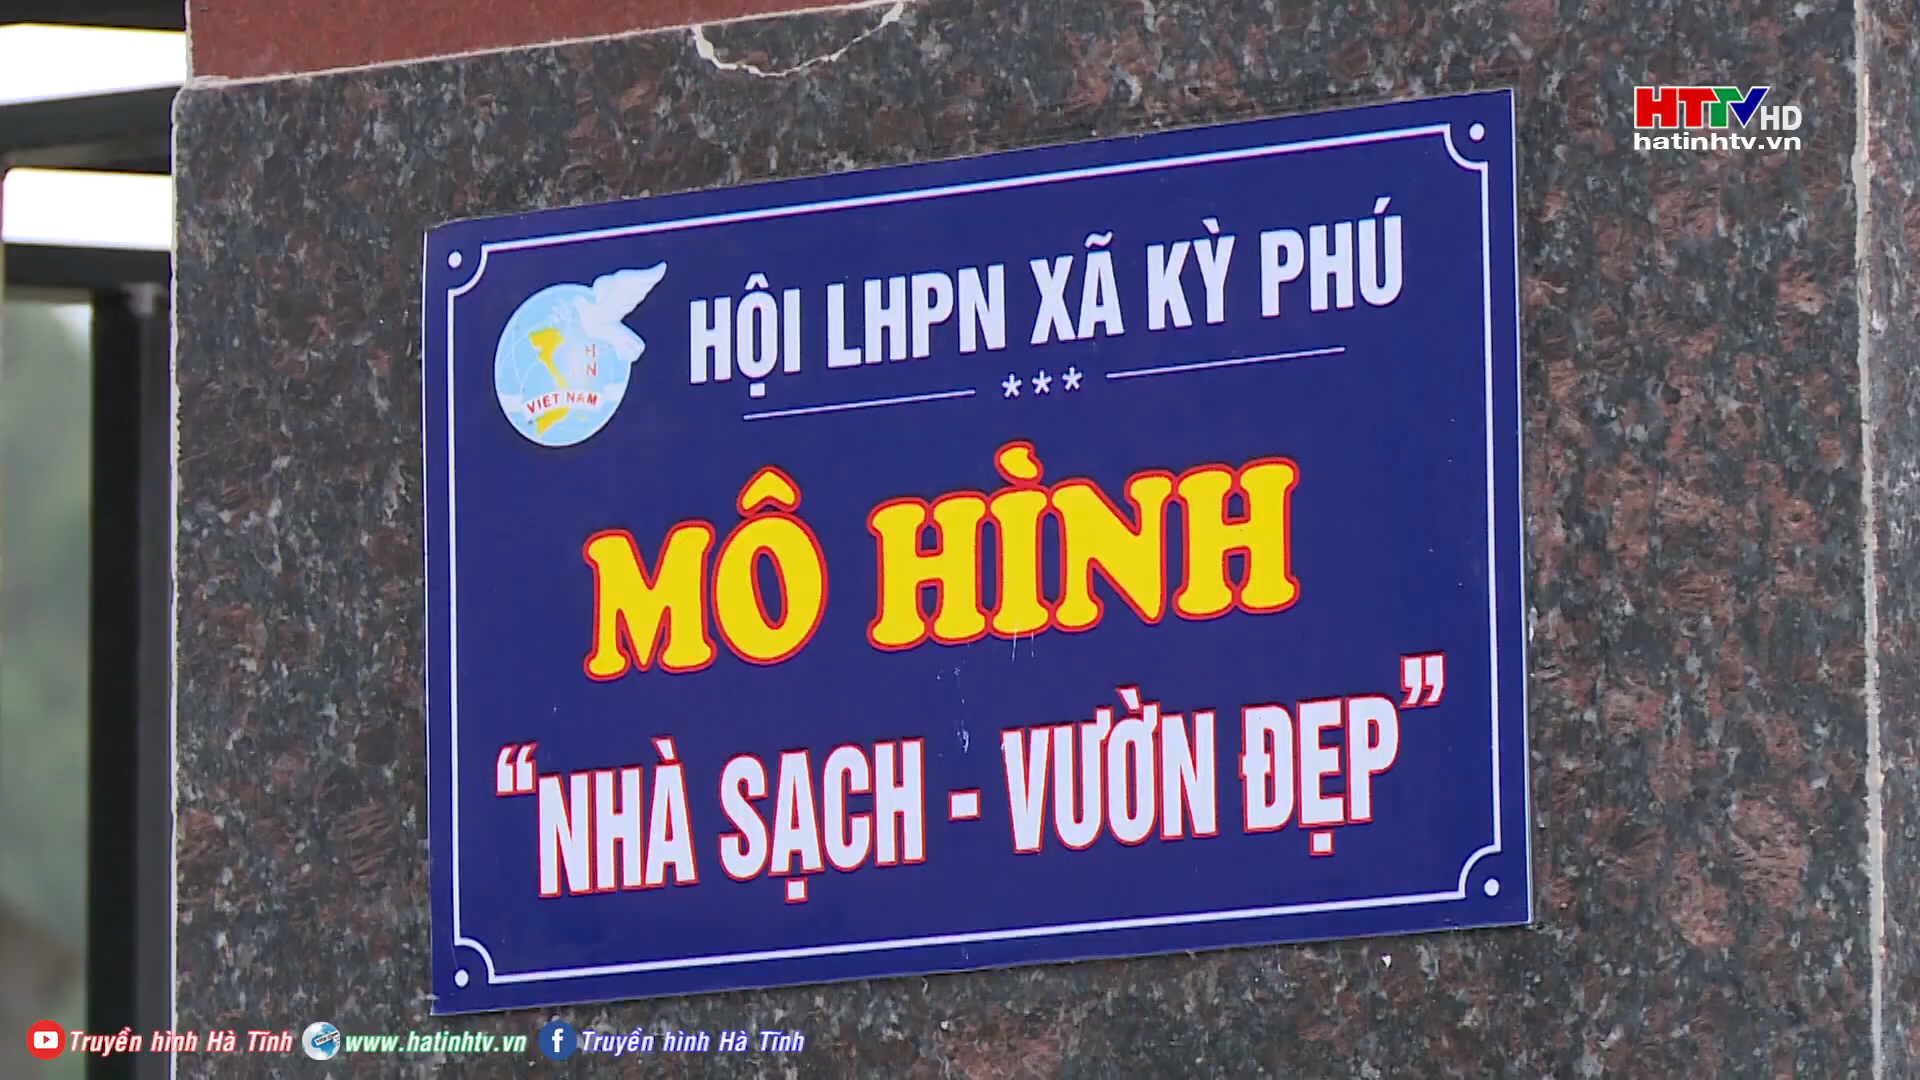 HTTV HD
hatinhtv.vn
HỘI LHPN XÃ KỲ PHÚ
***
VIỆT NAM
MÔ HÌNH
“NHÀ SẠCH - VƯỜN ĐẸP”
Truyền hình Hà Tĩnh www.hatinhtv.vn Truyền hình Hà Tĩnh